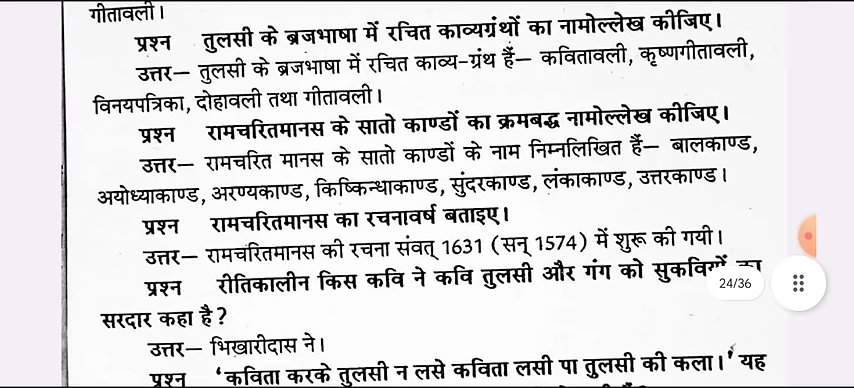 गीतावली।
प्रश्न तुलसी के ब्रजभाषा में रचित काव्यग्रंथों का नामोल्लेख कीजिए।
उत्तर– तुलसी के ब्रजभाषा में रचित काव्य-ग्रंथ हैं– कवितावली, कृष्णगीतावली,
विनयपत्रिका, दोहावली तथा गीतावली।
प्रश्न रामचरितमानस के सातो काण्डों का क्रमबद्ध नामोल्लेख कीजिए।
उत्तर– रामचरित मानस के सातो काण्डों के नाम निम्नलिखित हैं– बालकाण्ड,
अयोध्याकाण्ड, अरण्यकाण्ड, किष्किन्धाकाण्ड, सुंदरकाण्ड, लंकाकाण्ड, उत्तरकाण्ड।
प्रश्न रामचरितमानस का रचनावर्ष बताइए।
उत्तर– रामचरितमानस की रचना संवत् 1631 (सन् 1574) में शुरू की गयी।
प्रश्न रीतिकालीन किस कवि ने कवि तुलसी और गंग को सुकवियों का
24/36
सरदार कहा है?
उत्तर– भिखारीदास ने।
प्रश्न 'कविता करके तुलसी न लसे कविता लसी पा तुलसी की कला।' यह